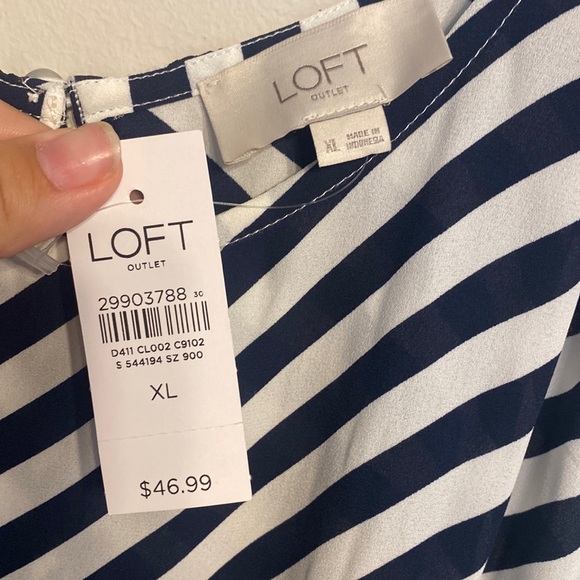 LOFT
OUTLET
XL
MADE IN
INDONESIA
LOFT
OUTLET
29903788 30
D411 CL002 C9102
S 544194 SZ 900
XL
$46.99